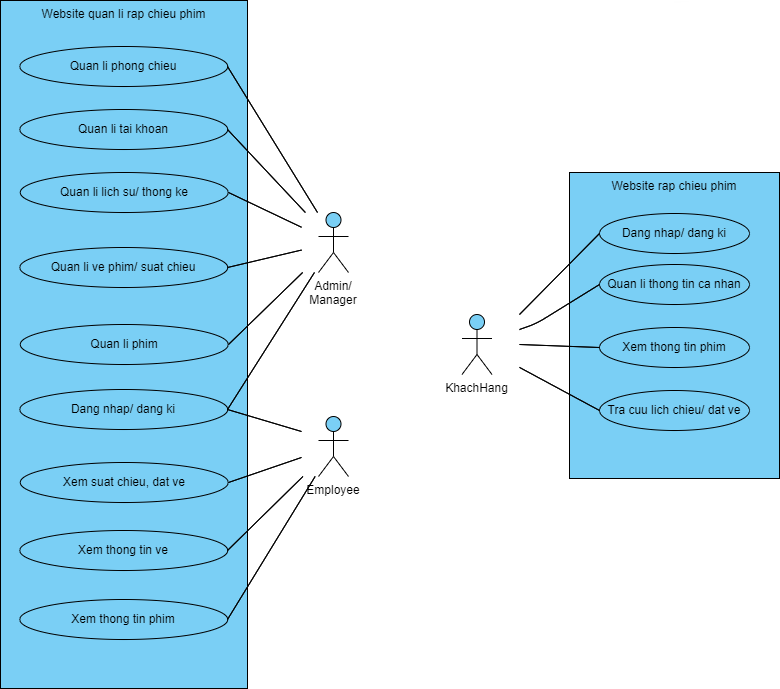 Website quan li rap chieu phim
Quan li phong chieu
Quan li tai khoan
Quan li lich su/ thong ke
Quan li ve phim/ suat chieu
Quan li phim
Dang nhap/ dang ki
Xem suat chieu, dat ve
Xem thong tin ve
Xem thong tin phim
Admin/
Manager
Employee
KhachHang
Website rap chieu phim
Dang nhap/ dang ki
Quan li thong tin ca nhan
Xem thong tin phim
Tra cuu lich chieu/ dat ve